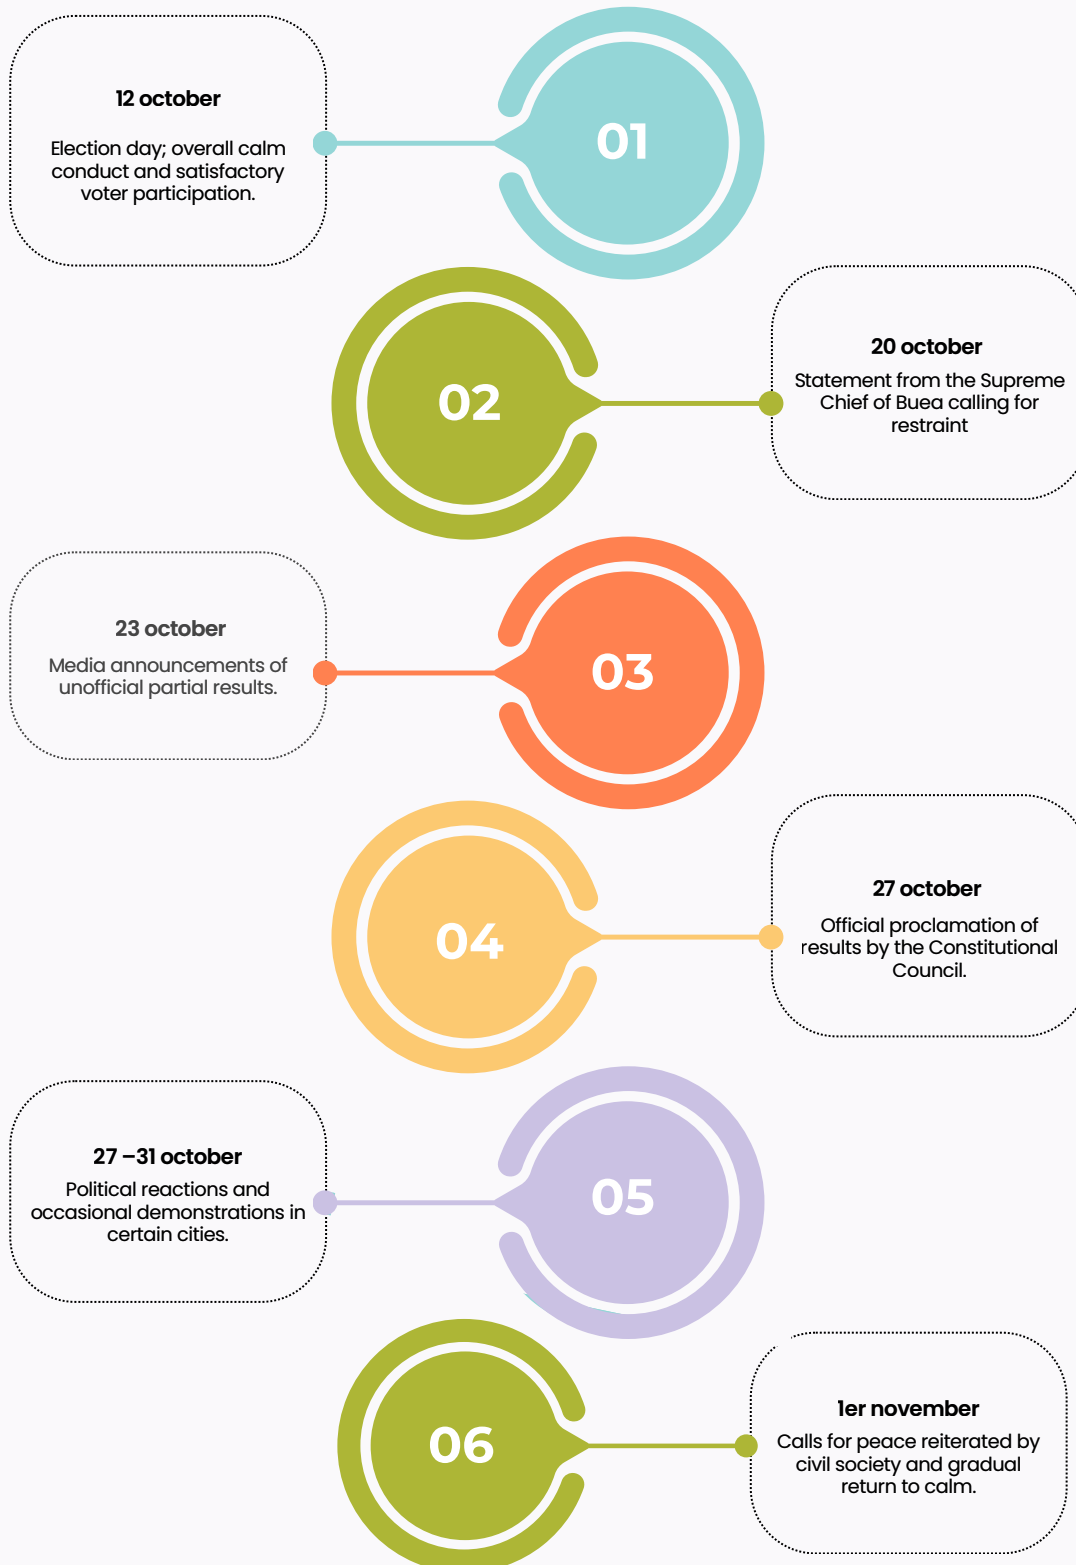 12 october
Election day; overall calm
conduct and satisfactory
voter participation.
01
02
20 october
Statement from the Supreme
Chief of Buea calling for
restraint
23 october
Media announcements of
unofficial partial results.
03
04
27 october
Official proclamation of
results by the Constitutional
Council.
27 –31 october
Political reactions and
occasional demonstrations in
certain cities.
05
06
1er november
Calls for peace reiterated by
civil society and gradual
return to calm.